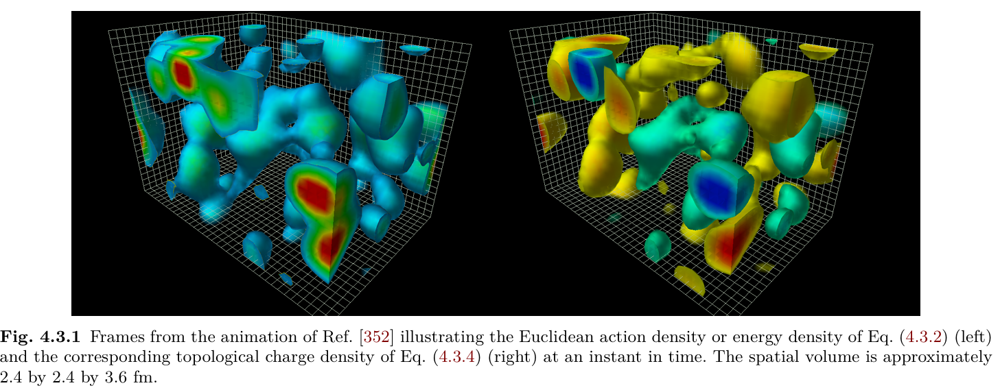 Fig. 4.3.1 Frames from the animation of Ref. [352] illustrating the Euclidean action density or energy density of Eq. (4.3.2) (left)
and the corresponding topological charge density of Eq. (4.3.4) (right) at an instant in time. The spatial volume is approximately
2.4 by 2.4 by 3.6 fm.